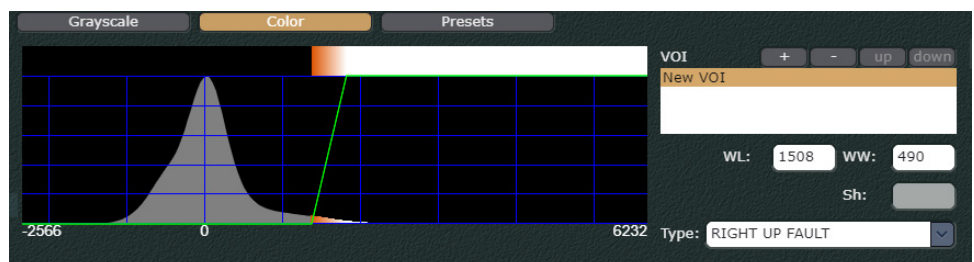 Grayscale Color Presets
VOI + - up down
New VOI
WL: 1508 WW: 490
Sh:
-2566 0 6232
Type: RIGHT UP FAULT